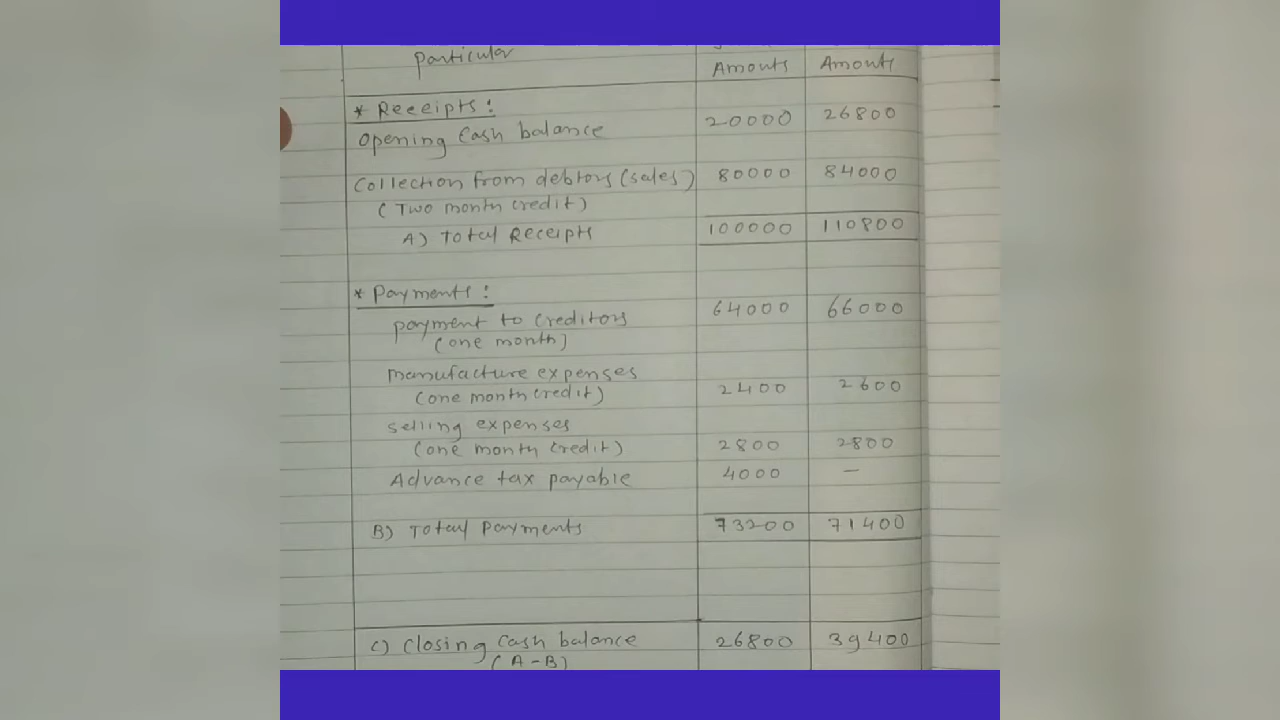 Particular Amounts Amounts
* Receipts :
Opening Cash balance 20000 26800
Collection from debtors (sales) 80000 84000
(Two month credit)
A) Total Receipts 100000 110800
* Payments :
payment to Creditors 64000 66000
(one month)
manufacture expenses
(one month credit) 2400 2600
selling expenses
(one month credit) 2800 2800
Advance tax payable 4000 —
B) Total Payments 73200 71400
C) Closing Cash balance 26800 39400
(A-B)